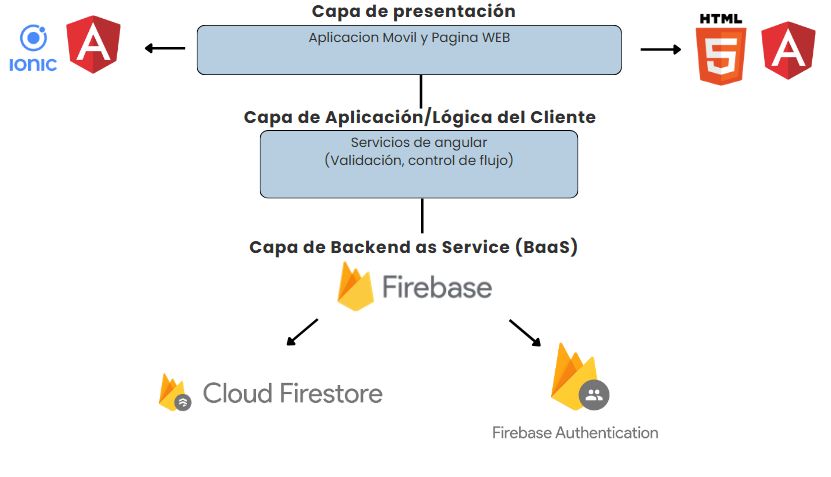 Capa de presentación
Aplicacion Movil y Pagina WEB
IONIC
HTML
Capa de Aplicación/Lógica del Cliente
Servicios de angular
(Validación, control de flujo)
Capa de Backend as Service (BaaS)
Firebase
Cloud Firestore
Firebase Authentication